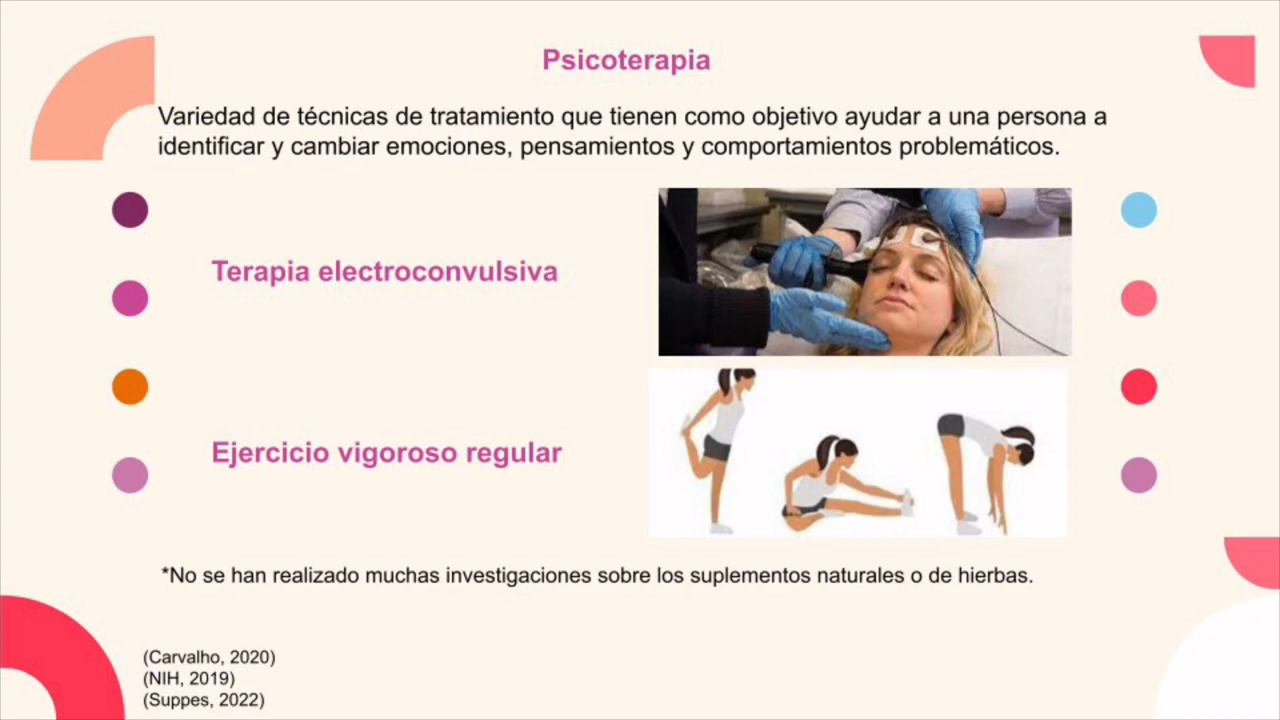 Psicoterapia
Variedad de técnicas de tratamiento que tienen como objetivo ayudar a una persona a
identificar y cambiar emociones, pensamientos y comportamientos problemáticos.
Terapia electroconvulsiva
Ejercicio vigoroso regular
*No se han realizado muchas investigaciones sobre los suplementos naturales o de hierbas.
(Carvalho, 2020)
(NIH, 2019)
(Suppes, 2022)